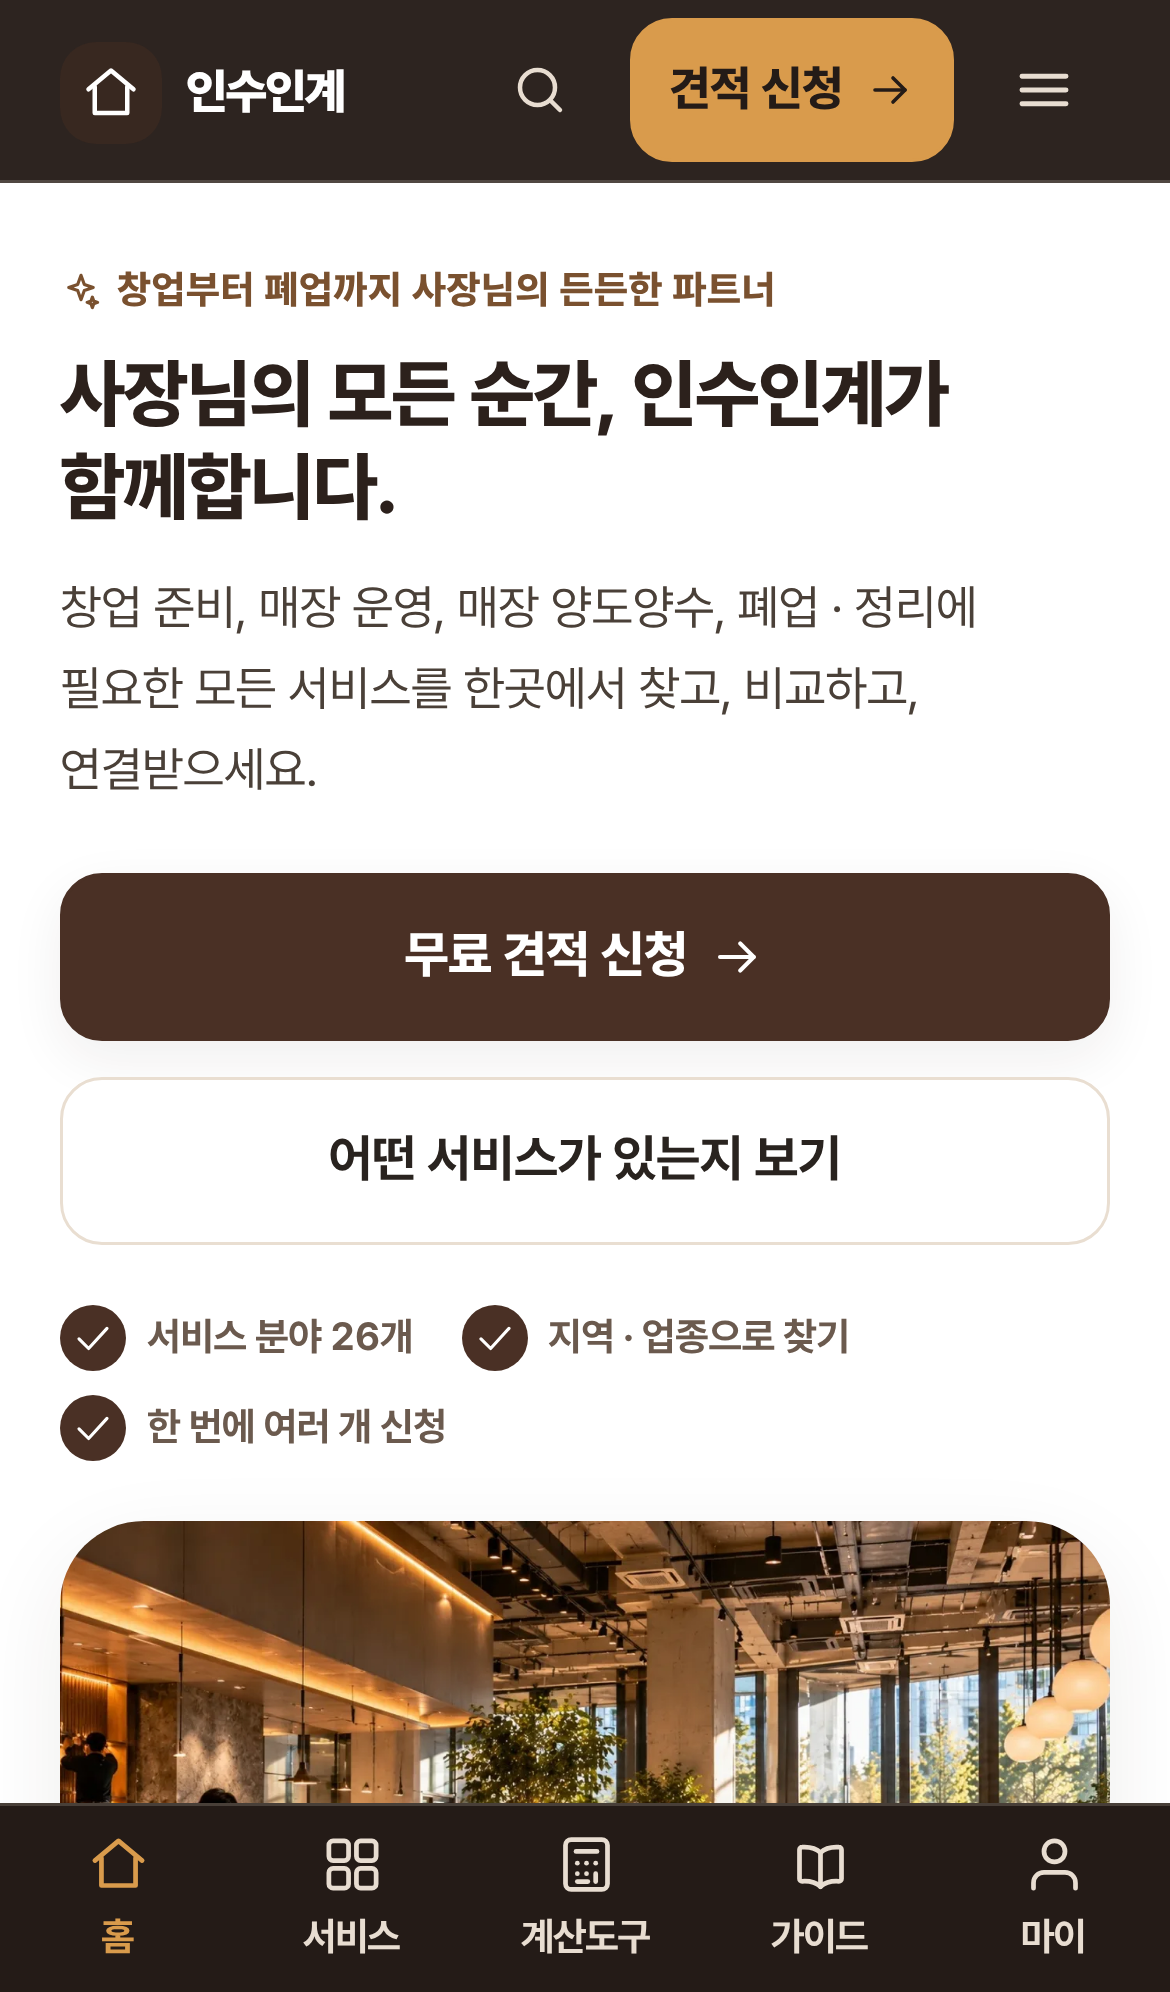 인수인계
견적 신청
창업부터 폐업까지 사장님의 든든한 파트너
사장님의 모든 순간, 인수인계가
함께합니다.
창업 준비, 매장 운영, 매장 양도양수, 폐업 · 정리에
필요한 모든 서비스를 한곳에서 찾고, 비교하고,
연결받으세요.
무료 견적 신청
어떤 서비스가 있는지 보기
서비스 분야 26개
지역 · 업종으로 찾기
한 번에 여러 개 신청
홈
서비스
계산도구
가이드
마이